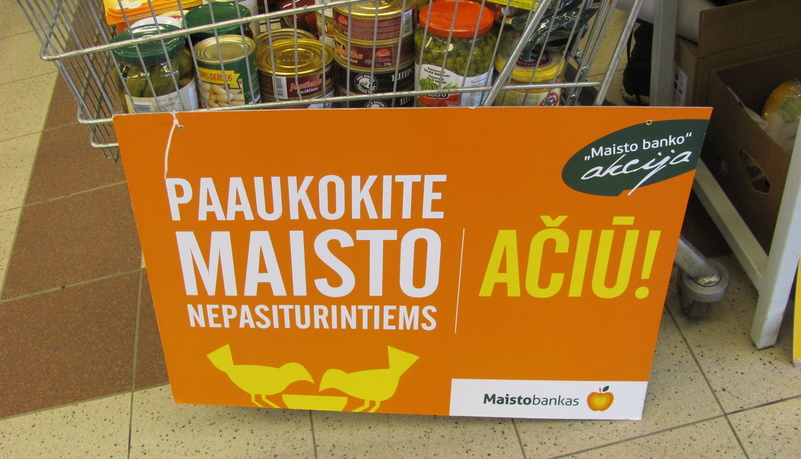 „Maisto banko“
akcija
PAAUKOKITE
MAISTO
NEPASITURINTIEMS
AČIŪ!
Maistobankas